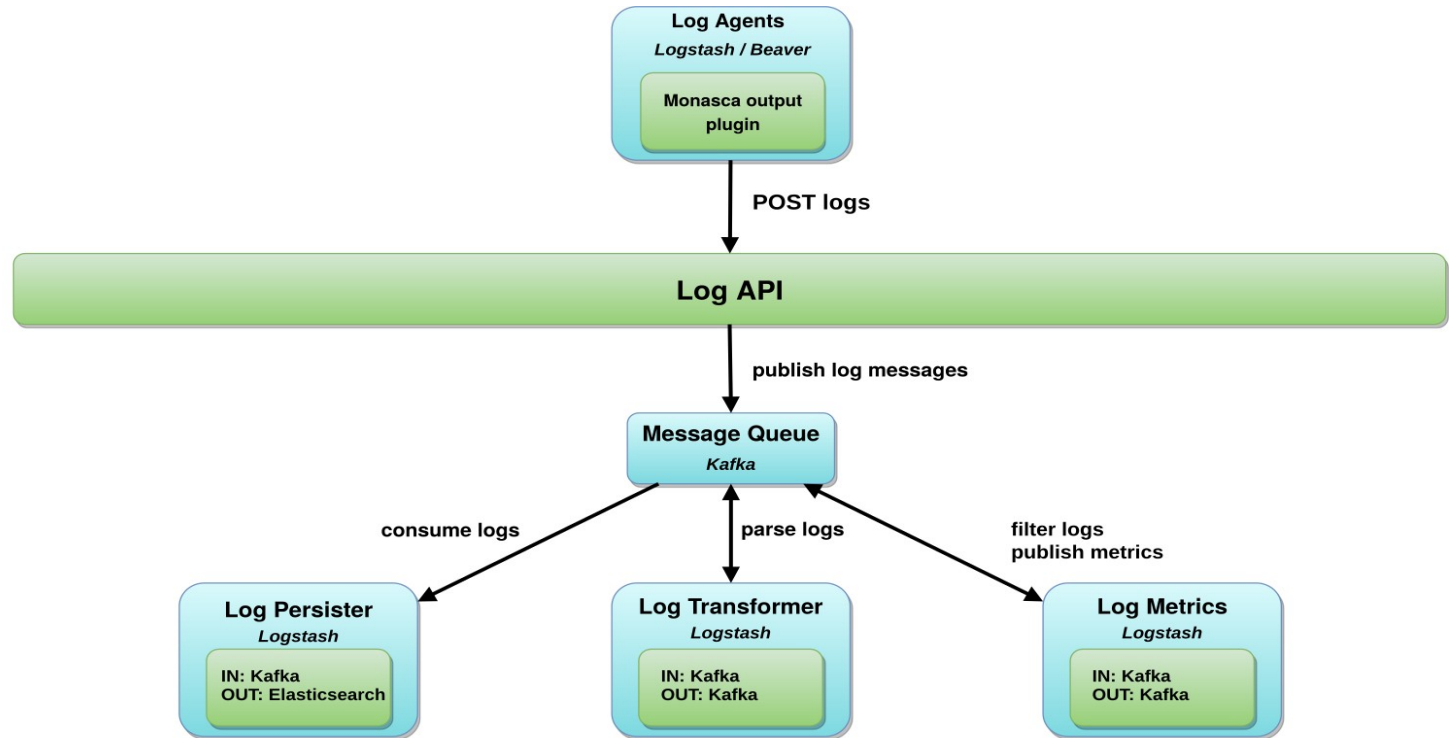 Log Agents
Logstash / Beaver
Monasca output
plugin
POST logs
Log API
publish log messages
Message Queue
Kafka
consume logs
parse logs
filter logs
publish metrics
Log Persister
Logstash
IN: Kafka
OUT: Elasticsearch
Log Transformer
Logstash
IN: Kafka
OUT: Kafka
Log Metrics
Logstash
IN: Kafka
OUT: Kafka